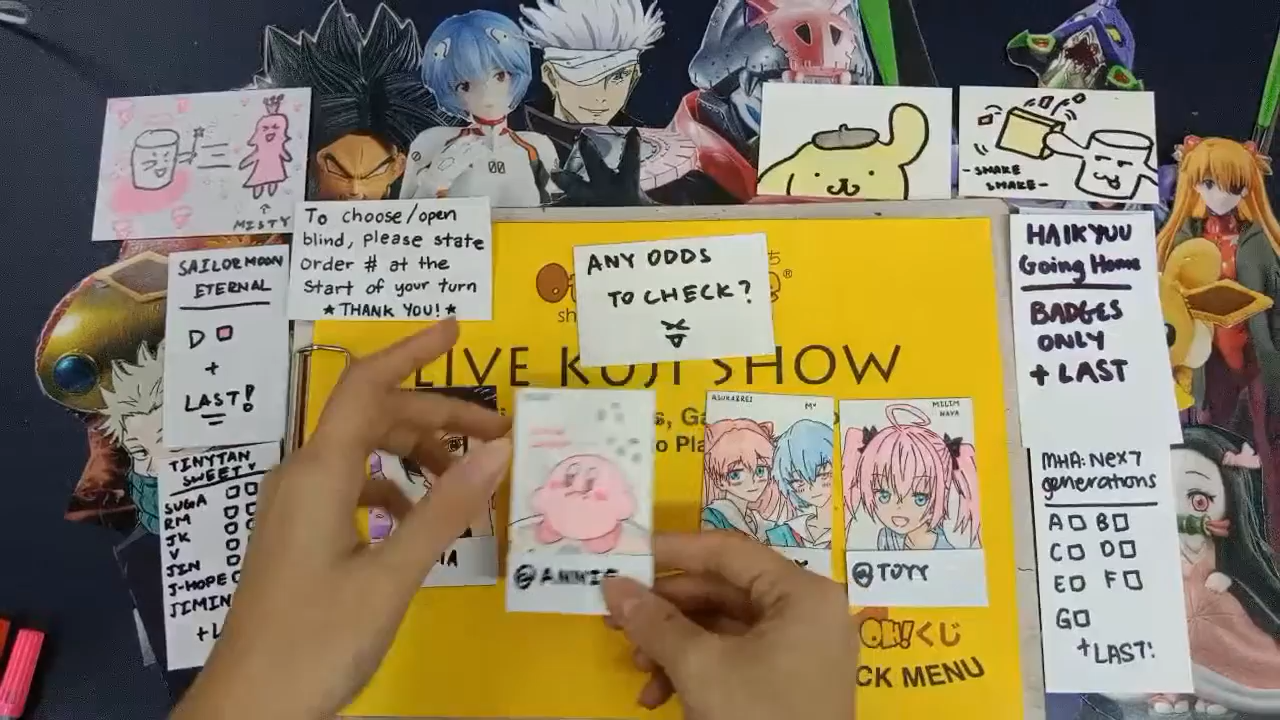 MISTY
To choose/open
blind, please state
Order # at the
Start of your turn
★THANK YOU!★
ANY ODDS
TO CHECK?
-SHAKE
SHAKE-
SAILORMOON
ETERNAL
D
+
LAST!
HAIKYUU
Going Home
BADGES
ONLY
+ LAST
LIVE KUJI SHOW
TINYTAN
SWEET
SUGA
RM
JK
V
JIN
J-HOPE
JIMIN
+L
ASUKABREI
MILIM
NAVA
@ANNIE
@TOYY
MHA: NEXT
generations
A B
C D
E F
G
+LAST!
くじ
CK MENU